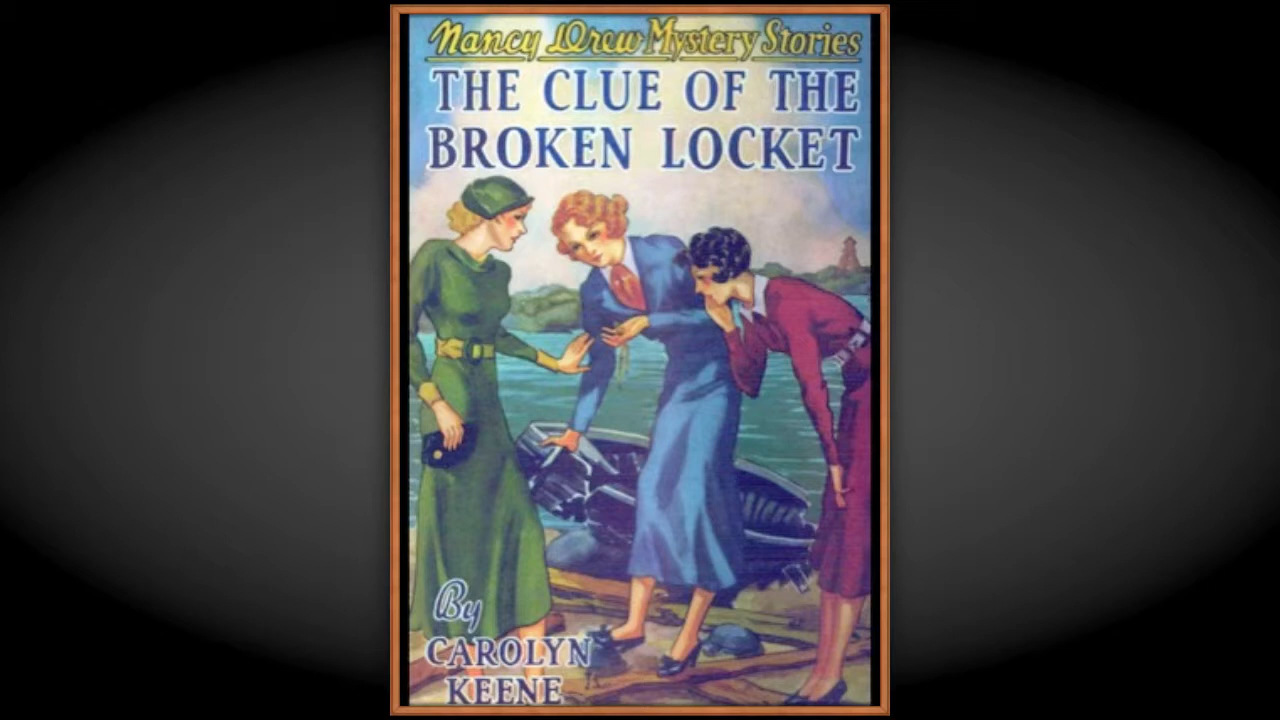 Nancy Drew Mystery Stories
THE CLUE OF THE
BROKEN LOCKET
By
CAROLYN
KEENE